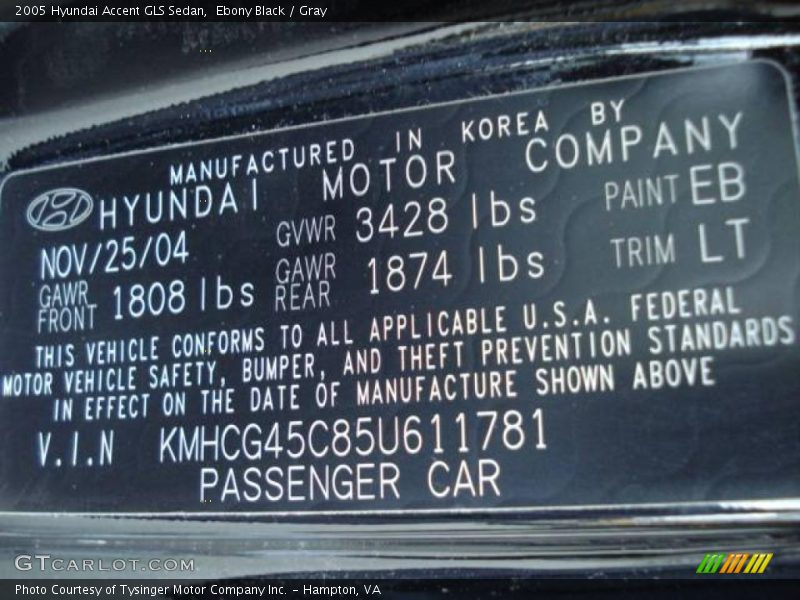 2005 Hyundai Accent GLS Sedan,  Ebony Black / Gray
MANUFACTURED IN KOREA BY
HYUNDAI MOTOR COMPANY
NOV/25/04 GVWR 3428 lbs PAINT EB
GAWR FRONT 1808 lbs GAWR REAR 1874 lbs TRIM LT
THIS VEHICLE CONFORMS TO ALL APPLICABLE U.S.A. FEDERAL
MOTOR VEHICLE SAFETY, BUMPER, AND THEFT PREVENTION STANDARDS
IN EFFECT ON THE DATE OF MANUFACTURE SHOWN ABOVE
V.I.N KMHCG45C85U611781
PASSENGER CAR
GTCARLOT.COM
Photo Courtesy of Tysinger Motor Company Inc. - Hampton, VA